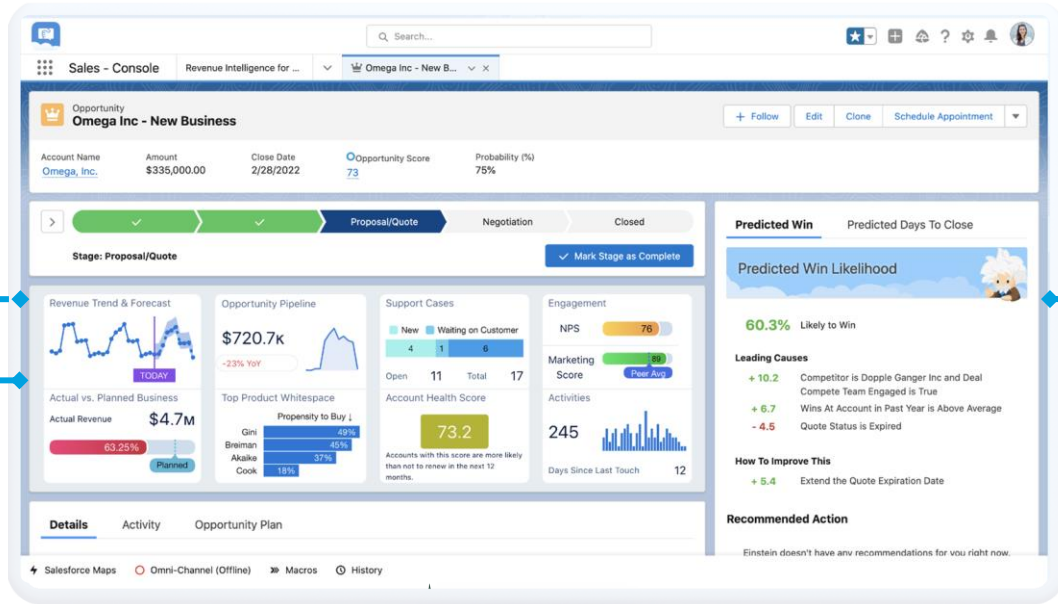 Search...
Sales - Console
Revenue Intelligence for ...
Omega Inc - New B...
Opportunity
Omega Inc - New Business
+ Follow
Edit
Clone
Schedule Appointment
Account Name
Amount
Close Date
Opportunity Score
Probability (%)
Omega, Inc.
$335,000.00
2/28/2022
73
75%
Proposal/Quote
Negotiation
Closed
Stage: Proposal/Quote
Mark Stage as Complete
Revenue Trend & Forecast
TODAY
Opportunity Pipeline
$720.7K
-23% YoY
Support Cases
New
Waiting on Customer
4 1 6
Open 11 Total 17
Engagement
NPS 76
Marketing
Score
89
Peer Avg
Actual vs. Planned Business
Actual Revenue $4.7M
63.25%
Planned
Top Product Whitespace
Propensity to Buy ↓
Gini 49%
Breiman 45%
Akaike 37%
Cook 18%
Account Health Score
73.2
Accounts with this score are more likely
than not to renew in the next 12
months.
Activities
245
Days Since Last Touch 12
Details
Activity
Opportunity Plan
Predicted Win
Predicted Days To Close
Predicted Win Likelihood
60.3% Likely to Win
Leading Causes
+ 10.2 Competitor is Dopple Ganger Inc and Deal
Compete Team Engaged is True
+ 6.7 Wins At Account in Past Year is Above Average
- 4.5 Quote Status is Expired
How To Improve This
+ 5.4 Extend the Quote Expiration Date
Recommended Action
Einstein doesn't have any recommendations for you right now.
Salesforce Maps
Omni-Channel (Offline)
Macros
History